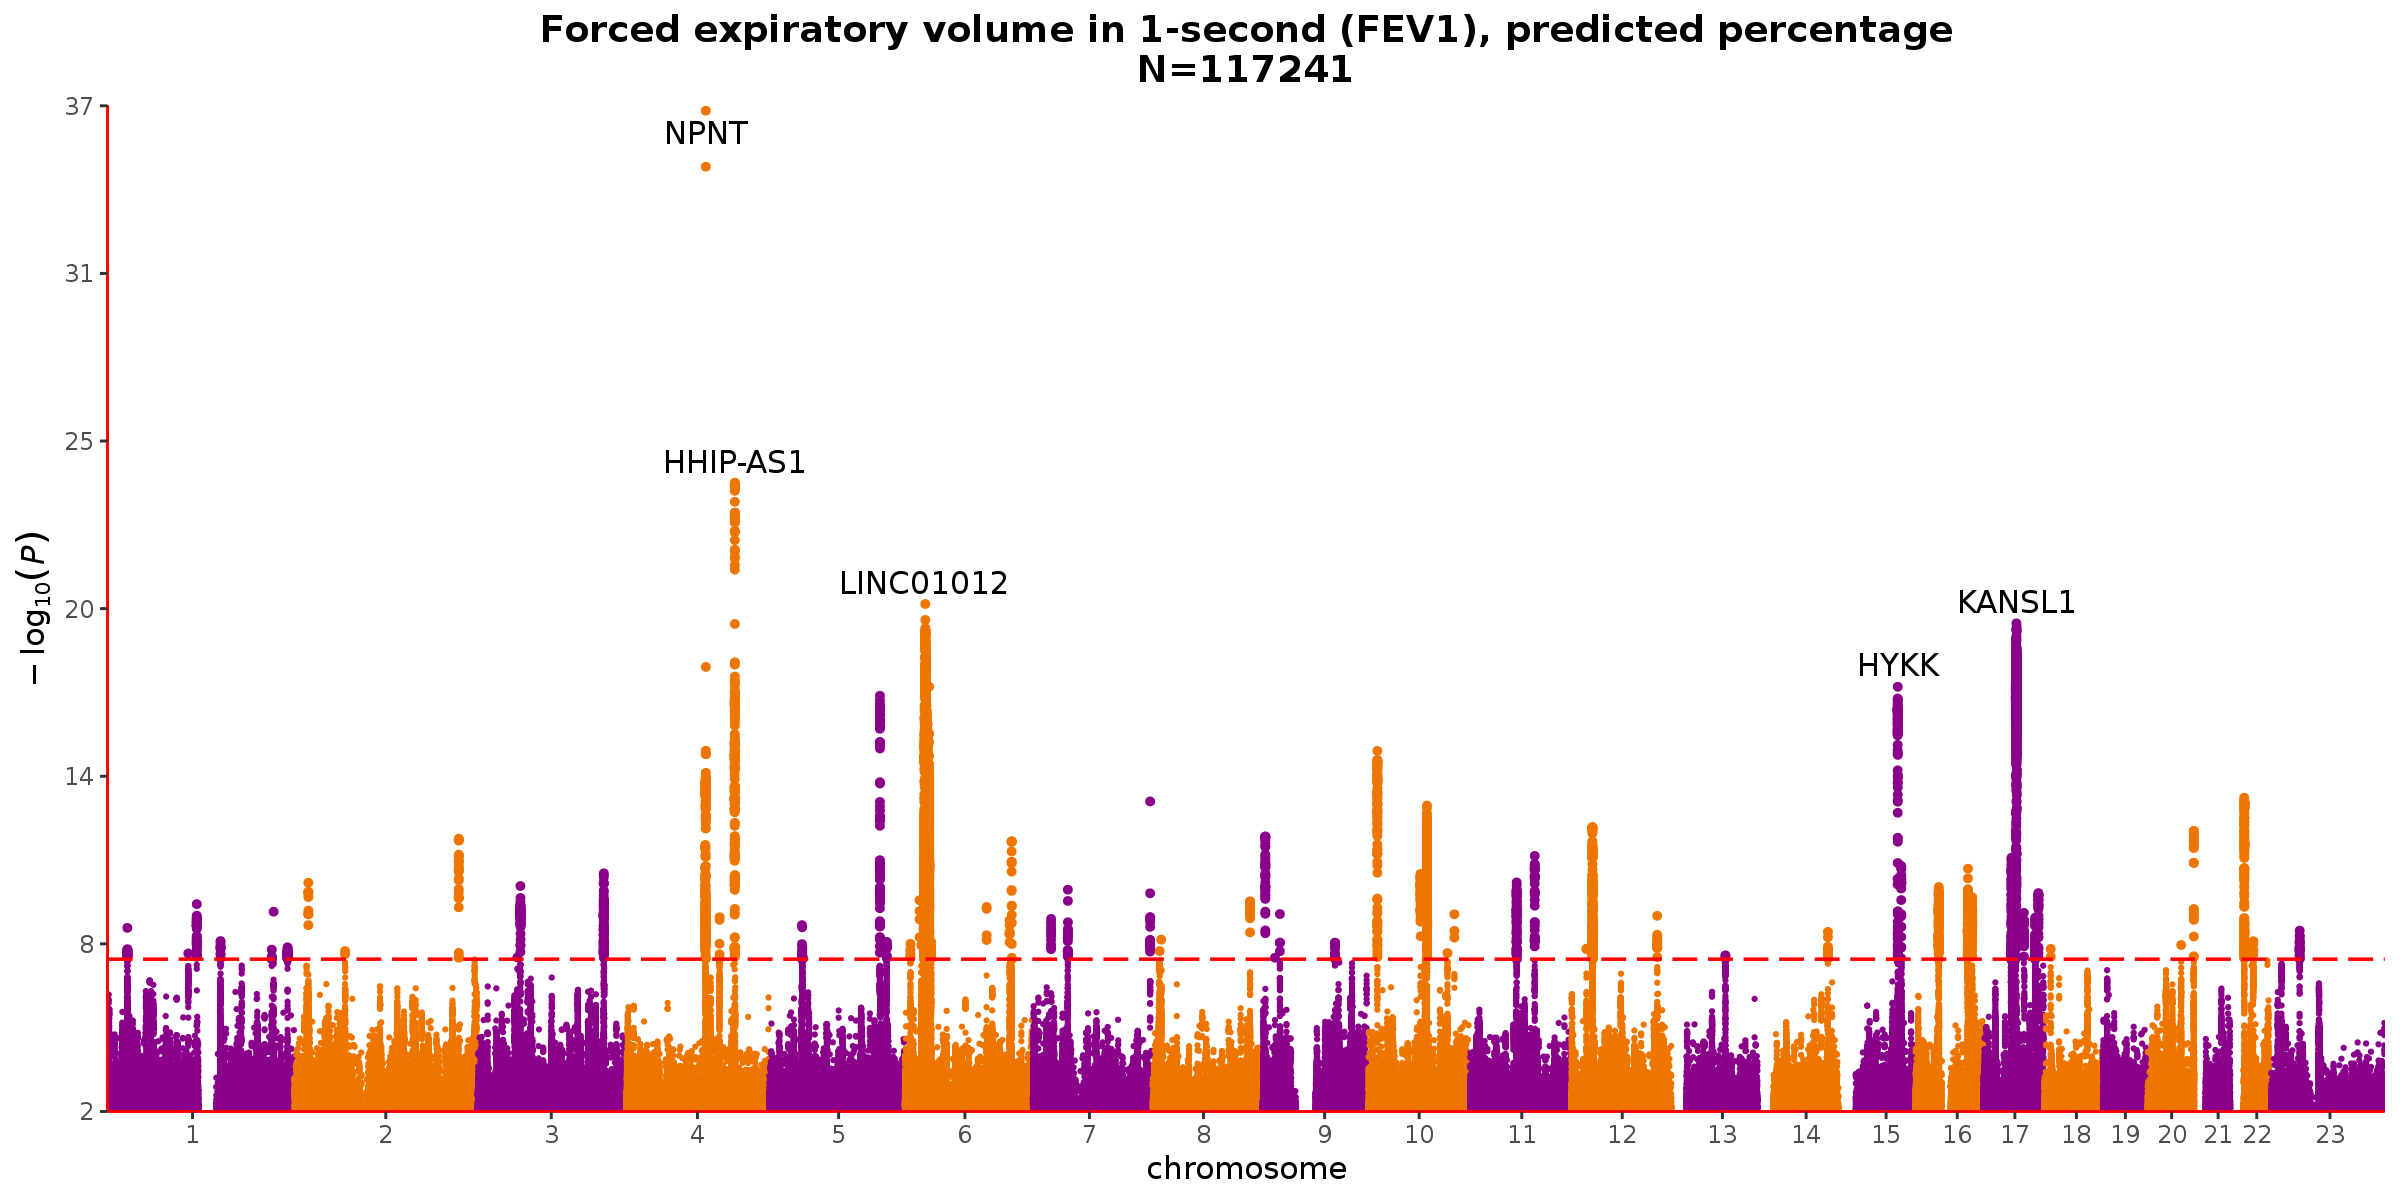 Forced expiratory volume in 1-second (FEV1), predicted percentage
N=117241
37
31
25
20
14
8
2
−log10(P)
NPNT
HHIP-AS1
LINC01012
KANSL1
HYKK
1 2 3 4 5 6 7 8 9 10 11 12 13 14 15 16 17 18 19 20 21 22 23
chromosome